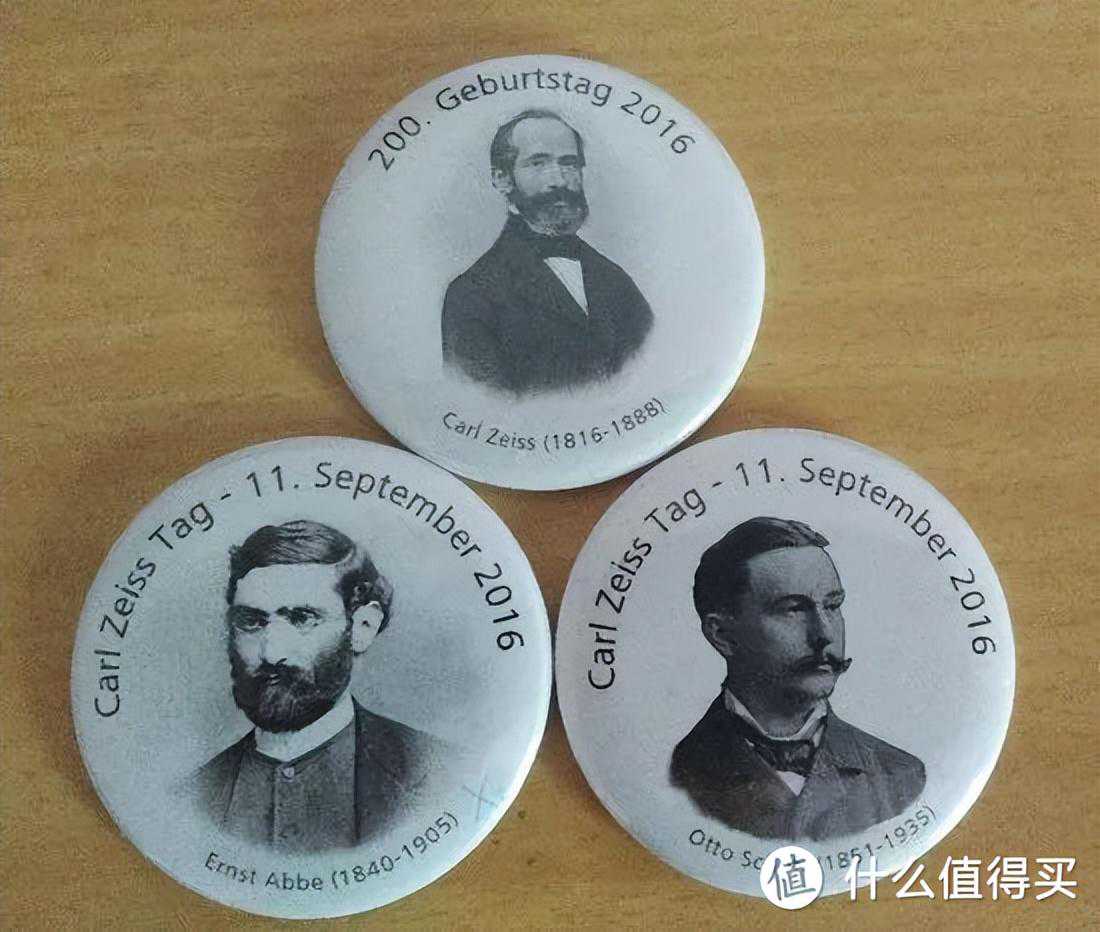 200. Geburtstag 2016
Carl Zeiss (1816-1888)
Carl Zeiss Tag - 11. September 2016
Ernst Abbe (1840-1905)
Carl Zeiss Tag - 11. September 2016
Otto (1851-1935)
值 什么值得买